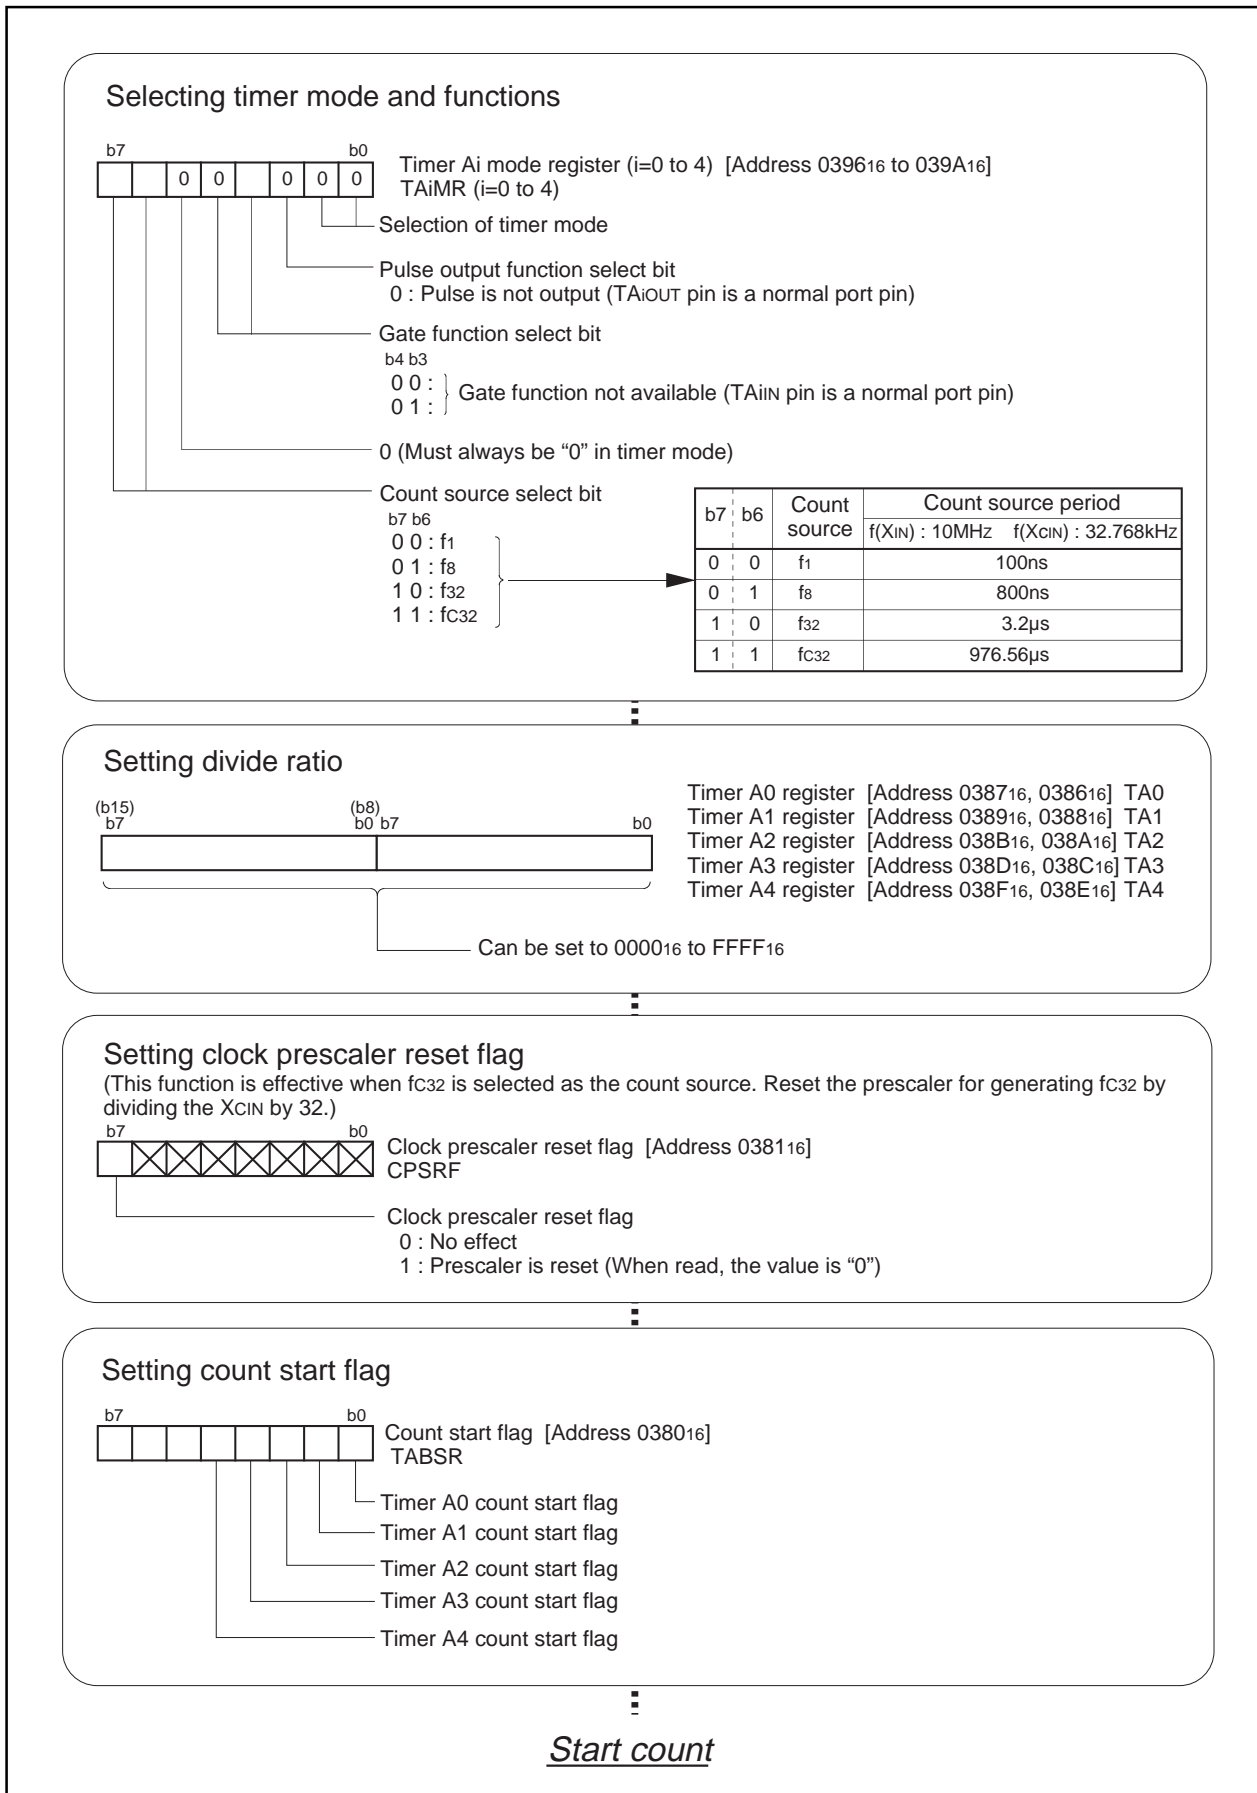 Selecting timer mode and functions
b7 b0
0 0 0 0 0
Timer Ai mode register (i=0 to 4) [Address 039616 to 039A16]
TAiMR (i=0 to 4)
Selection of timer mode
Pulse output function select bit
0 : Pulse is not output (TAiOUT pin is a normal port pin)
Gate function select bit
b4 b3
0 0 :
0 1 :
Gate function not available (TAiIN pin is a normal port pin)
0 (Must always be “0” in timer mode)
Count source select bit
b7 b6
0 0 : f1
0 1 : f8
1 0 : f32
1 1 : fC32
b7 b6 Count source Count source period
f(XIN) : 10MHz f(XCIN) : 32.768kHz
0 0 f1 100ns
0 1 f8 800ns
1 0 f32 3.2µs
1 1 fC32 976.56µs
Setting divide ratio
(b15) (b8)
b7 b0 b7 b0
Timer A0 register [Address 038716, 038616] TA0
Timer A1 register [Address 038916, 038816] TA1
Timer A2 register [Address 038B16, 038A16] TA2
Timer A3 register [Address 038D16, 038C16] TA3
Timer A4 register [Address 038F16, 038E16] TA4
Can be set to 000016 to FFFF16
Setting clock prescaler reset flag
(This function is effective when fC32 is selected as the count source. Reset the prescaler for generating fC32 by
dividing the XCIN by 32.)
b7 b0
Clock prescaler reset flag [Address 038116]
CPSRF
Clock prescaler reset flag
0 : No effect
1 : Prescaler is reset (When read, the value is “0”)
Setting count start flag
b7 b0
Count start flag [Address 038016]
TABSR
Timer A0 count start flag
Timer A1 count start flag
Timer A2 count start flag
Timer A3 count start flag
Timer A4 count start flag
Start count